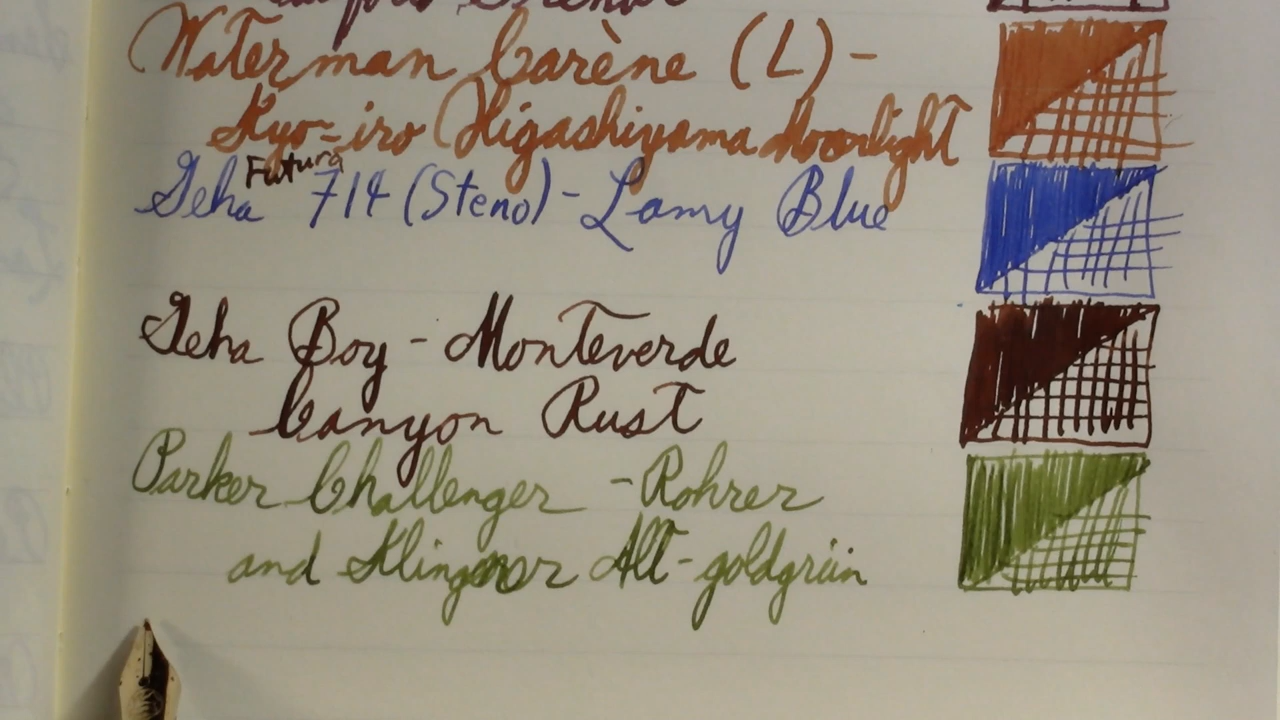 Waterman Carène (L) -
Kyo-iro Higashiyama Moonlight
Futura
Geha 714 (Steno) - Lamy Blue
Geha Boy - Monteverde
Canyon Rust
Parker Challenger - Rohrer
and Klingner Alt-goldgrün